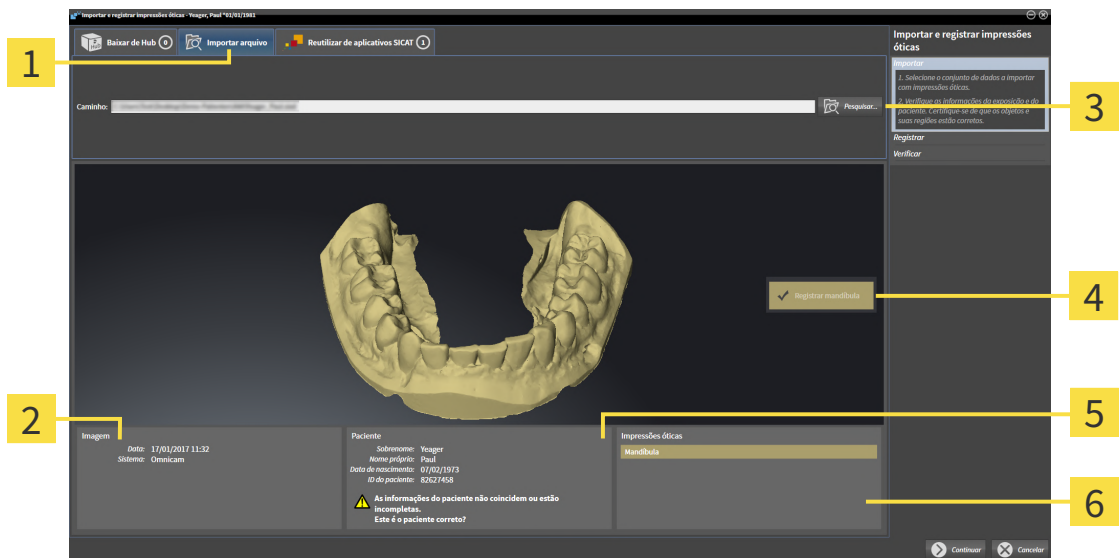 Importar e registrar impressões óticas - Yeager, Paul *01/01/1981
Baixar de Hub 0
Importar arquivo
Reutilizar de aplicativos SICAT 1
Caminho:
Pesquisar...
Importar e registrar impressões
óticas
Importar
1. Selecione o conjunto de dados a importar
com impressões óticas.
2. Verifique as informações da exposição e do
paciente. Certifique-se de que os objetos e
suas regiões estão corretos.
Registrar
Verificar
1
3
Registrar mandíbula
4
2
5
6
Imagem
Data: 17/01/2017 11:32
Sistema: Omnicam
Paciente
Sobrenome: Yeager
Nome próprio: Paul
Data de nascimento: 07/02/1973
ID do paciente: 82627458
As informações do paciente não coincidem ou estão
incompletas.
Este é o paciente correto?
Impressões óticas
Mandíbula
Continuar
Cancelar